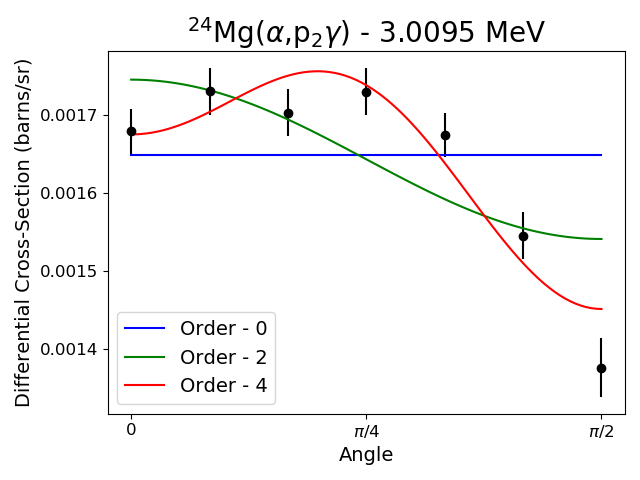 ²⁴Mg(α,p₂γ) - 3.0095 MeV
Differential Cross-Section (barns/sr)
0.0017
0.0016
0.0015
0.0014
Order - 0
Order - 2
Order - 4
0
π/4
π/2
Angle